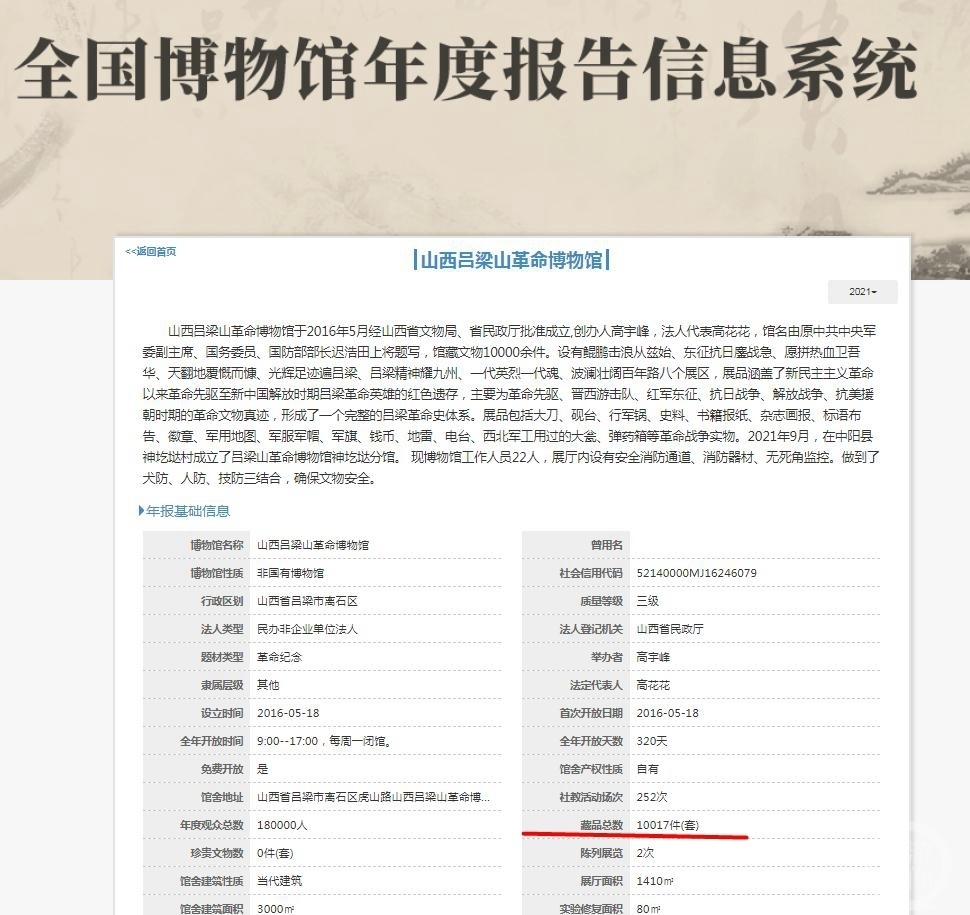 全国博物馆年度报告信息系统
<<返回首页
山西吕梁山革命博物馆
2021
山西吕梁山革命博物馆于2016年5月经山西省文物局、省民政厅批准成立,创办人高宇峰，法人代表高花花，馆名由原中共中央军
委副主席、国务委员、国防部部长迟浩田上将题写，馆藏文物10000余件。设有鲲鹏击浪从兹始、东征抗日鏖战急、愿拼热血卫吾
华、天翻地覆慨而慷、光辉足迹遍吕梁、吕梁精神耀九州、一代英烈一代魂、波澜壮阔百年路八个展区，展品涵盖了新民主主义革命
以来革命先驱至新中国解放时期吕梁革命英雄的红色遗存，主要为革命先驱、晋西游击队、红军东征、抗日战争、解放战争、抗美援
朝时期的革命文物真迹，形成了一个完整的吕梁革命史体系。展品包括大刀、砚台、行军锅、史料、书籍报纸、杂志画报、标语布
告、徽章、军用地图、军服军帽、军旗、钱币、地雷、电台、西北军工用过的大瓮、弹药箱等革命战争实物。2021年9月，在中阳县
神圪垯村成立了吕梁山革命博物馆神圪垯分馆。 现博物馆工作人员22人，展厅内设有安全消防通道、消防器材、无死角监控。做到了
犬防、人防、技防三结合，确保文物安全。
年报基础信息
博物馆名称 山西吕梁山革命博物馆 曾用名
博物馆性质 非国有博物馆 社会信用代码 52140000MJ16246079
行政区划 山西省吕梁市离石区 质量等级 三级
法人类型 民办非企业单位法人 法人登记机关 山西省民政厅
题材类型 革命纪念 举办者 高宇峰
隶属层级 其他 法定代表人 高花花
设立时间 2016-05-18 首次开放日期 2016-05-18
全年开放时间 9:00--17:00，每周一闭馆。 全年开放天数 320天
免费开放 是 馆舍产权性质 自有
馆舍地址 山西省吕梁市离石区虎山路山西吕梁山革命博... 社教活动场次 252次
年度观众总数 180000人 藏品总数 10017件(套)
珍贵文物数 0件(套) 陈列展览 2次
馆舍建筑性质 当代建筑 展厅面积 1410㎡
馆舍建筑面积 3000㎡ 实验修复面积 80㎡